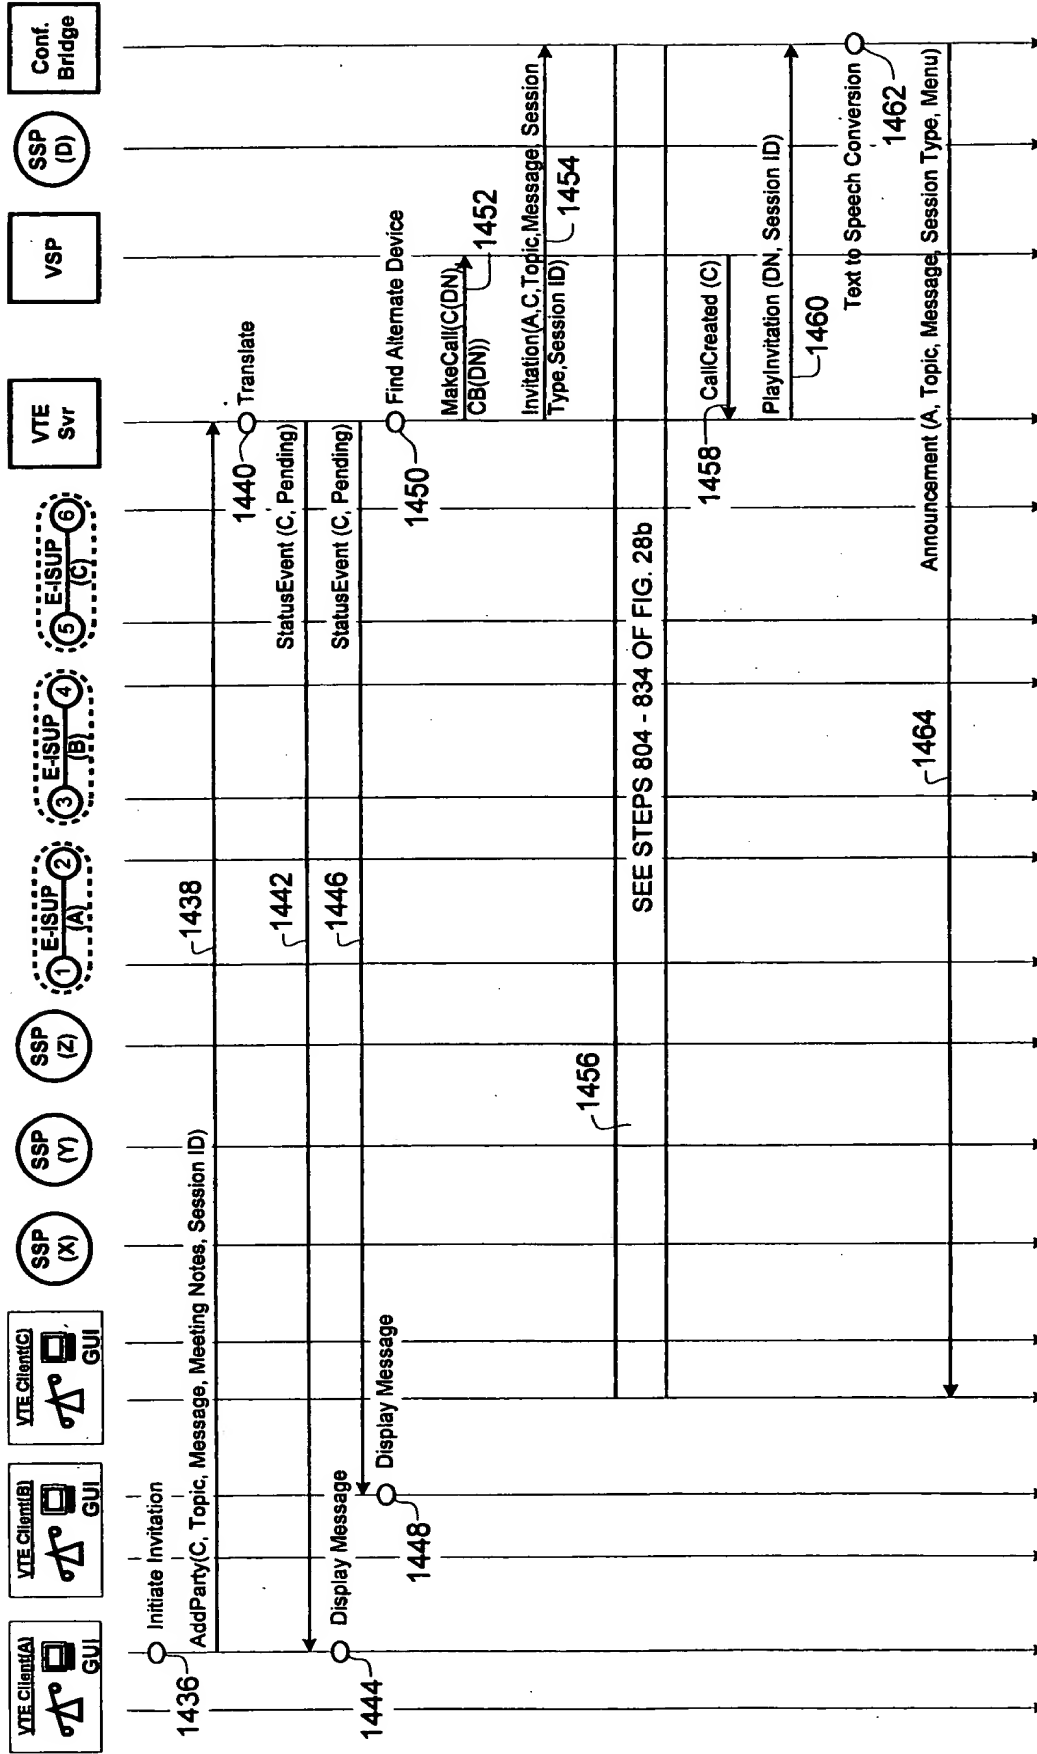 VTE Client(A)
GUI
VTE Client(B)
GUI
VTE Client(C)
GUI
SSP
(X)
SSP
(Y)
SSP
(Z)
1
E-ISUP
(A)
2
3
E-ISUP
(B)
4
5
E-ISUP
(C)
6
VTE
Svr
VSP
SSP
(D)
Conf.
Bridge
Initiate Invitation
1436
AddParty(C, Topic, Message, Meeting Notes, Session ID)
1438
Translate
1440
StatusEvent (C, Pending)
1442
Display Message
1444
StatusEvent (C, Pending)
1446
Display Message
1448
Find Alternate Device
1450
MakeCall(C(DN),
CB(DN))
1452
Invitation(A,C,Topic,Message, Session
Type,Session ID)
1454
1456
SEE STEPS 804 - 834 OF FIG. 28b
CallCreated (C)
1458
PlayInvitation (DN, Session ID)
1460
Text to Speech Conversion
1462
Announcement (A, Topic, Message, Session Type, Menu)
1464